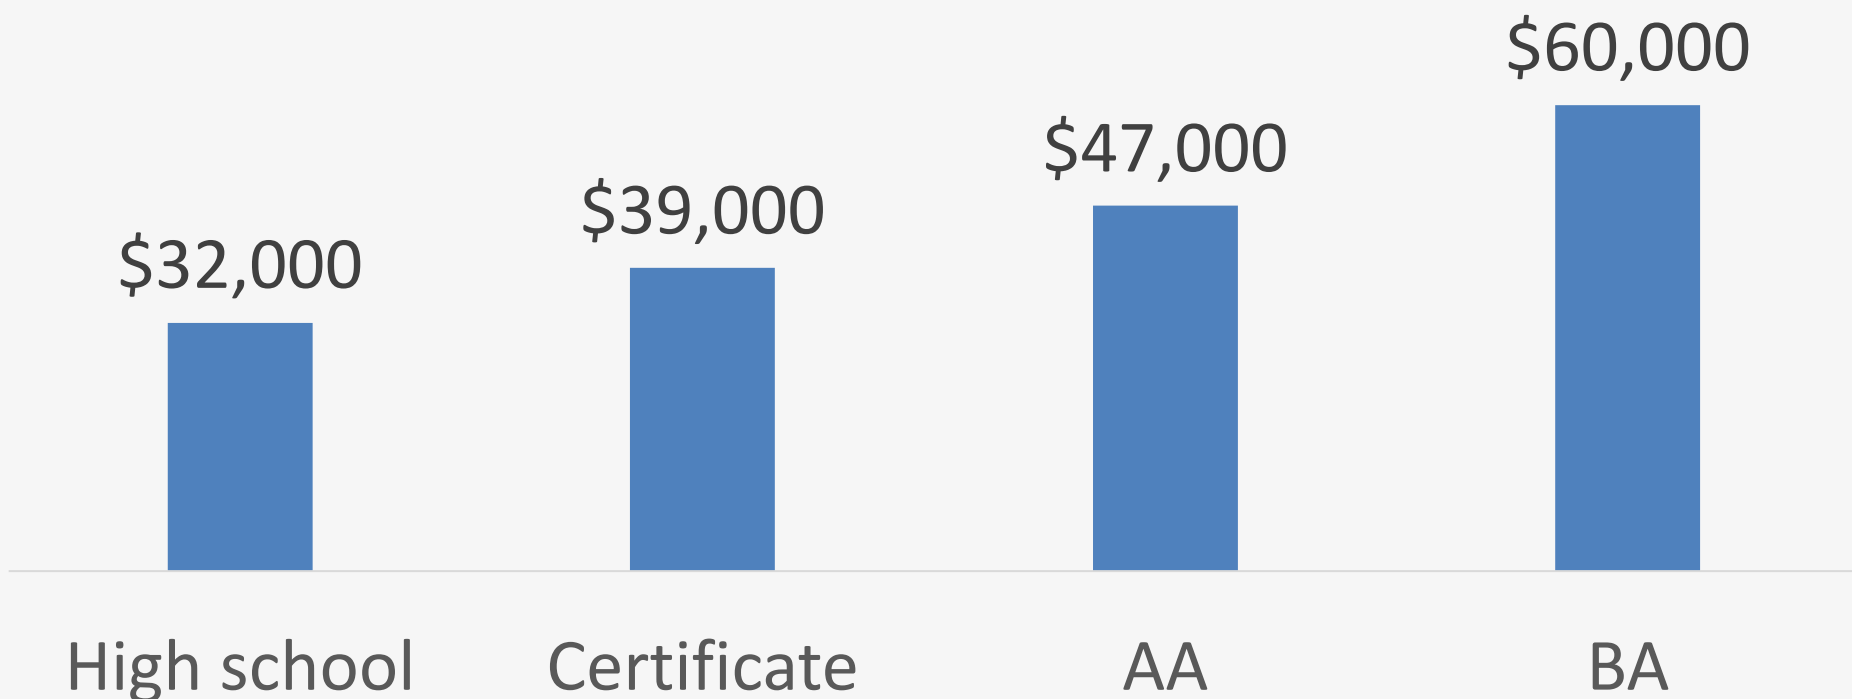 $60,000
$47,000
$39,000
$32,000
High school
Certificate
AA
BA